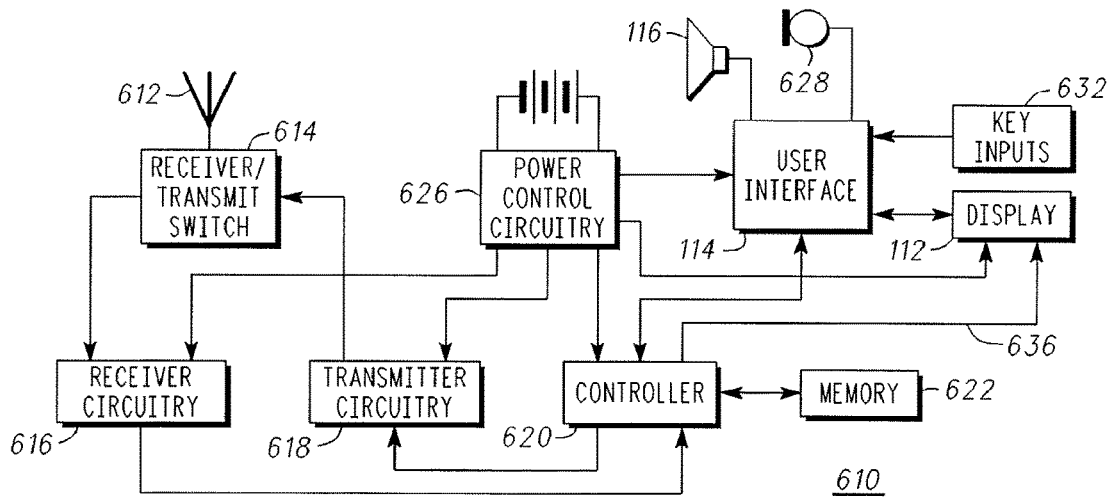 116
628
612
632
614
KEY
INPUTS
RECEIVER/
TRANSMIT
SWITCH
626
POWER
CONTROL
CIRCUITRY
USER
INTERFACE
DISPLAY
114
112
636
RECEIVER
CIRCUITRY
TRANSMITTER
CIRCUITRY
CONTROLLER
MEMORY
622
616
618
620
610